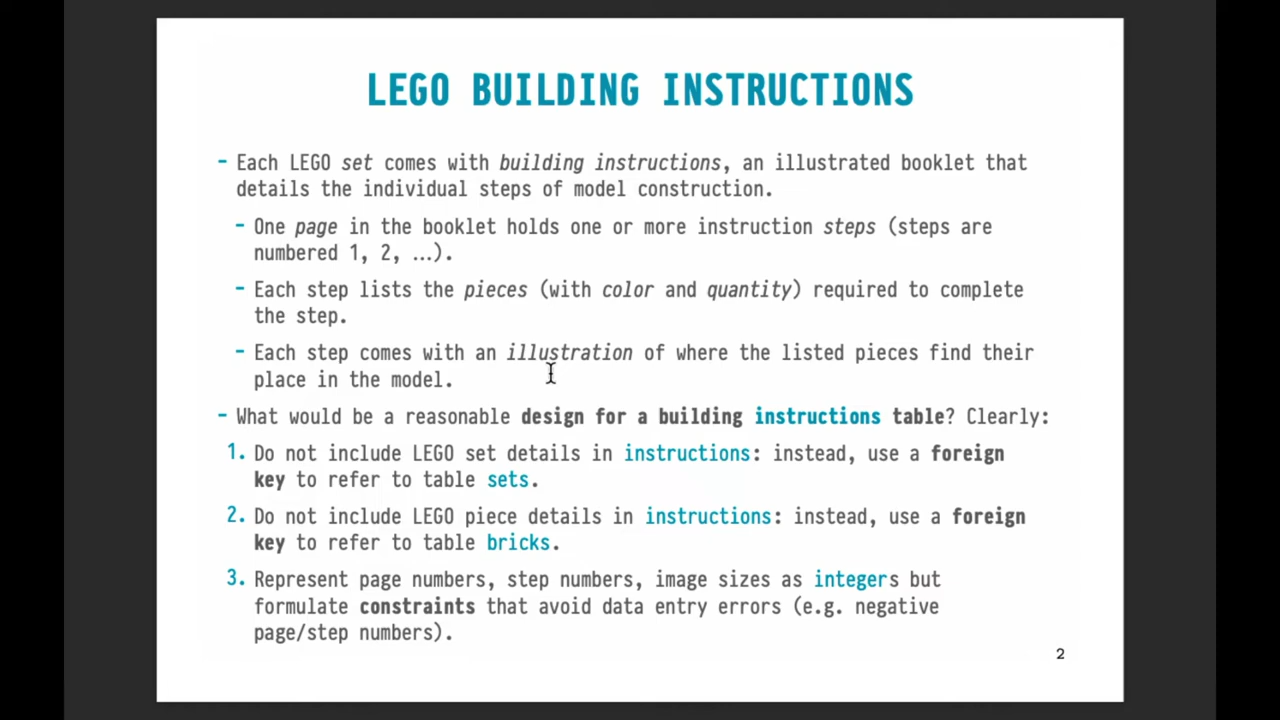 LEGO BUILDING INSTRUCTIONS
- Each LEGO set comes with building instructions, an illustrated booklet that
details the individual steps of model construction.
- One page in the booklet holds one or more instruction steps (steps are
numbered 1, 2, …).
- Each step lists the pieces (with color and quantity) required to complete
the step.
- Each step comes with an illustration of where the listed pieces find their
place in the model.
- What would be a reasonable design for a building instructions table? Clearly:
1. Do not include LEGO set details in instructions: instead, use a foreign
key to refer to table sets.
2. Do not include LEGO piece details in instructions: instead, use a foreign
key to refer to table bricks.
3. Represent page numbers, step numbers, image sizes as integers but
formulate constraints that avoid data entry errors (e.g. negative
page/step numbers).
2